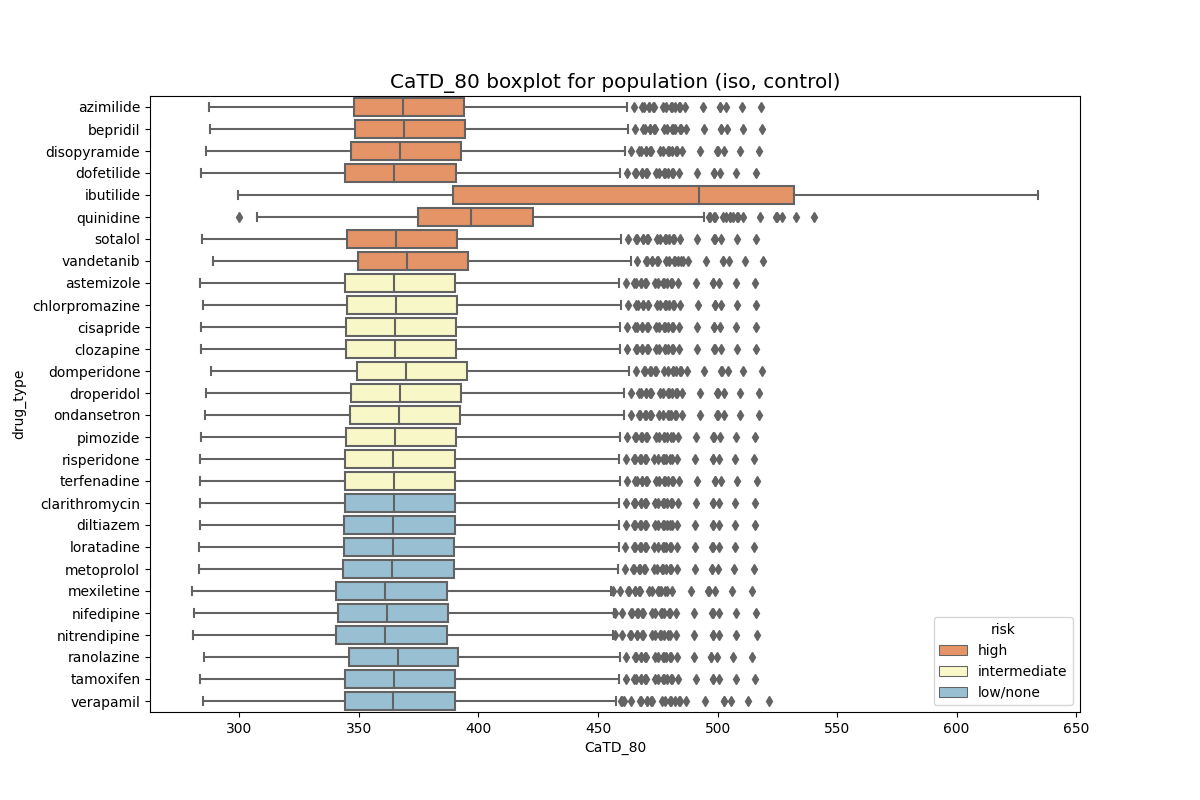 CaTD_80 boxplot for population (iso, control)
azimilide
bepridil
disopyramide
dofetilide
ibutilide
quinidine
sotalol
vandetanib
astemizole
chlorpromazine
cisapride
clozapine
domperidone
droperidol
ondansetron
pimozide
risperidone
terfenadine
clarithromycin
diltiazem
loratadine
metoprolol
mexiletine
nifedipine
nitrendipine
ranolazine
tamoxifen
verapamil
drug_type
risk
high
intermediate
low/none
300 350 400 450 500 550 600 650
CaTD_80